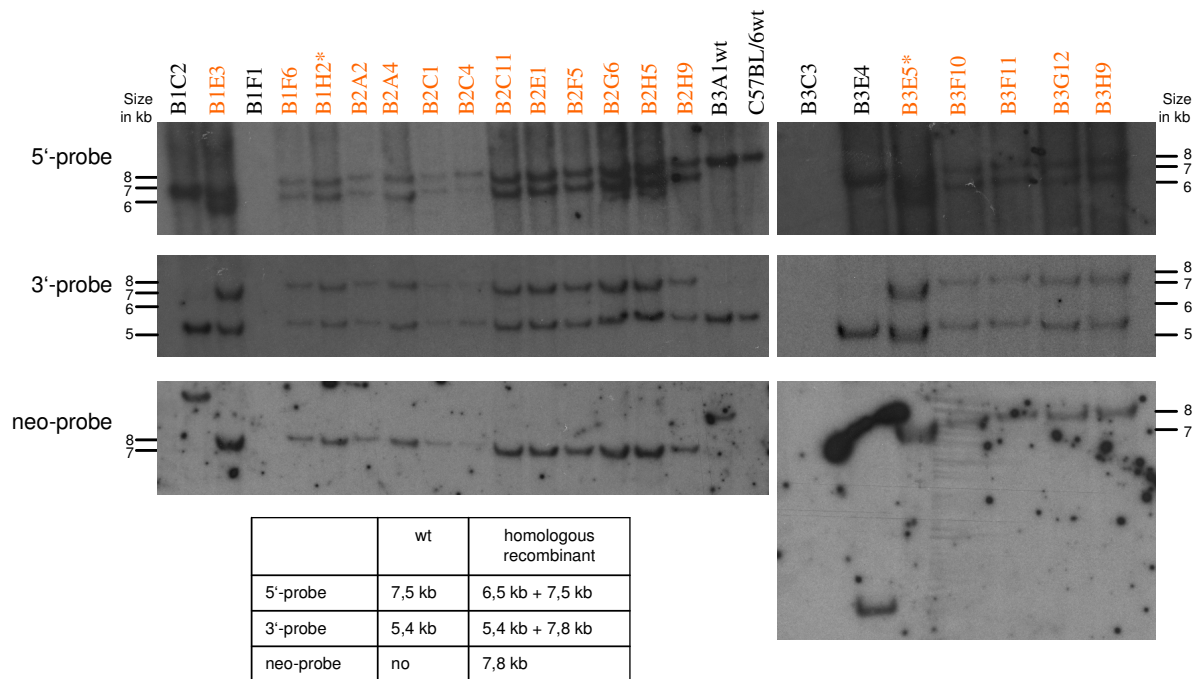 B1C2
B1E3
B1F1
B1F6
B1H2*
B2A2
B2A4
B2C1
B2C4
B2C11
B2E1
B2F5
B2G6
B2H5
B2H9
B3A1wt
C57BL/6wt
B3C3
B3E4
B3E5*
B3F10
B3F11
B3G12
B3H9
Size
in kb
Size
in kb
5‘-probe
8
7
6
8
7
6
3‘-probe
8
7
6
5
8
7
6
5
neo-probe
8
7
8
7
wt
homologous
recombinant
5‘-probe
7,5 kb
6,5 kb + 7,5 kb
3‘-probe
5,4 kb
5,4 kb + 7,8 kb
neo-probe
no
7,8 kb